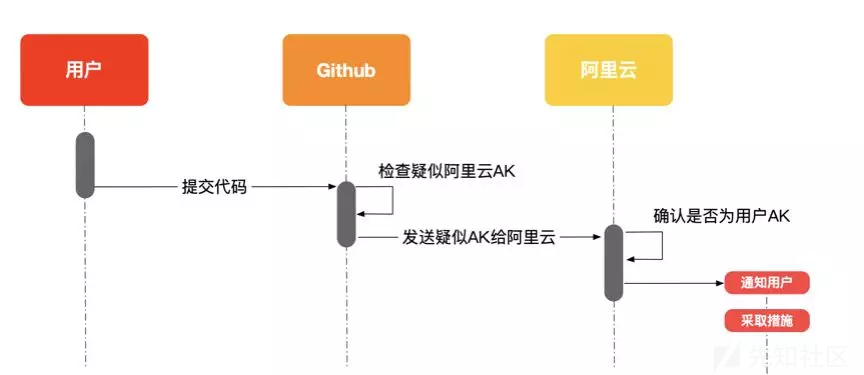 用户
Github
阿里云
检查疑似阿里云AK
提交代码
确认是否为用户AK
发送疑似AK给阿里云
通知用户
采取措施
先知社区